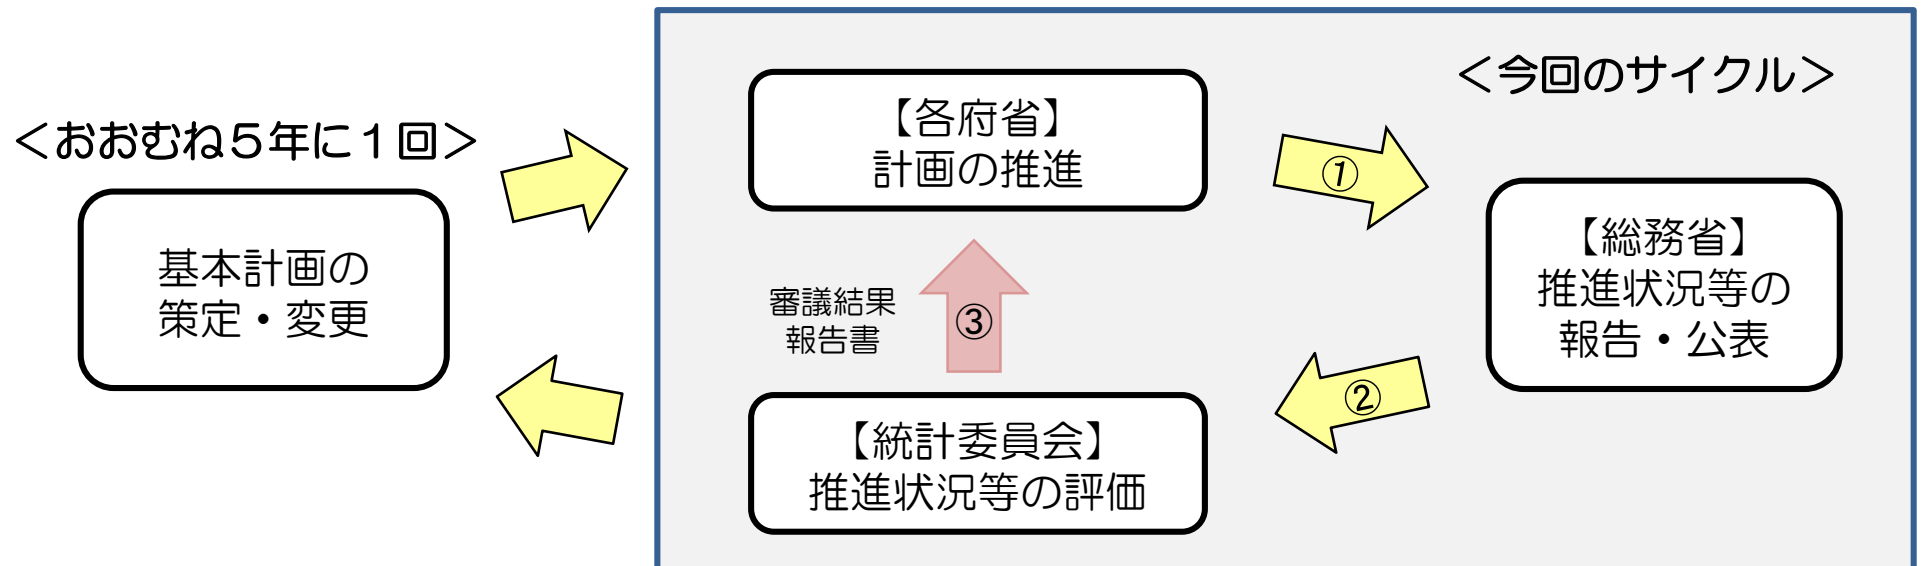 ＜おおむね５年に１回＞
基本計画の
策定・変更
＜今回のサイクル＞
【各府省】
計画の推進
①
【総務省】
推進状況等の
報告・公表
②
【統計委員会】
推進状況等の評価
③
審議結果
報告書